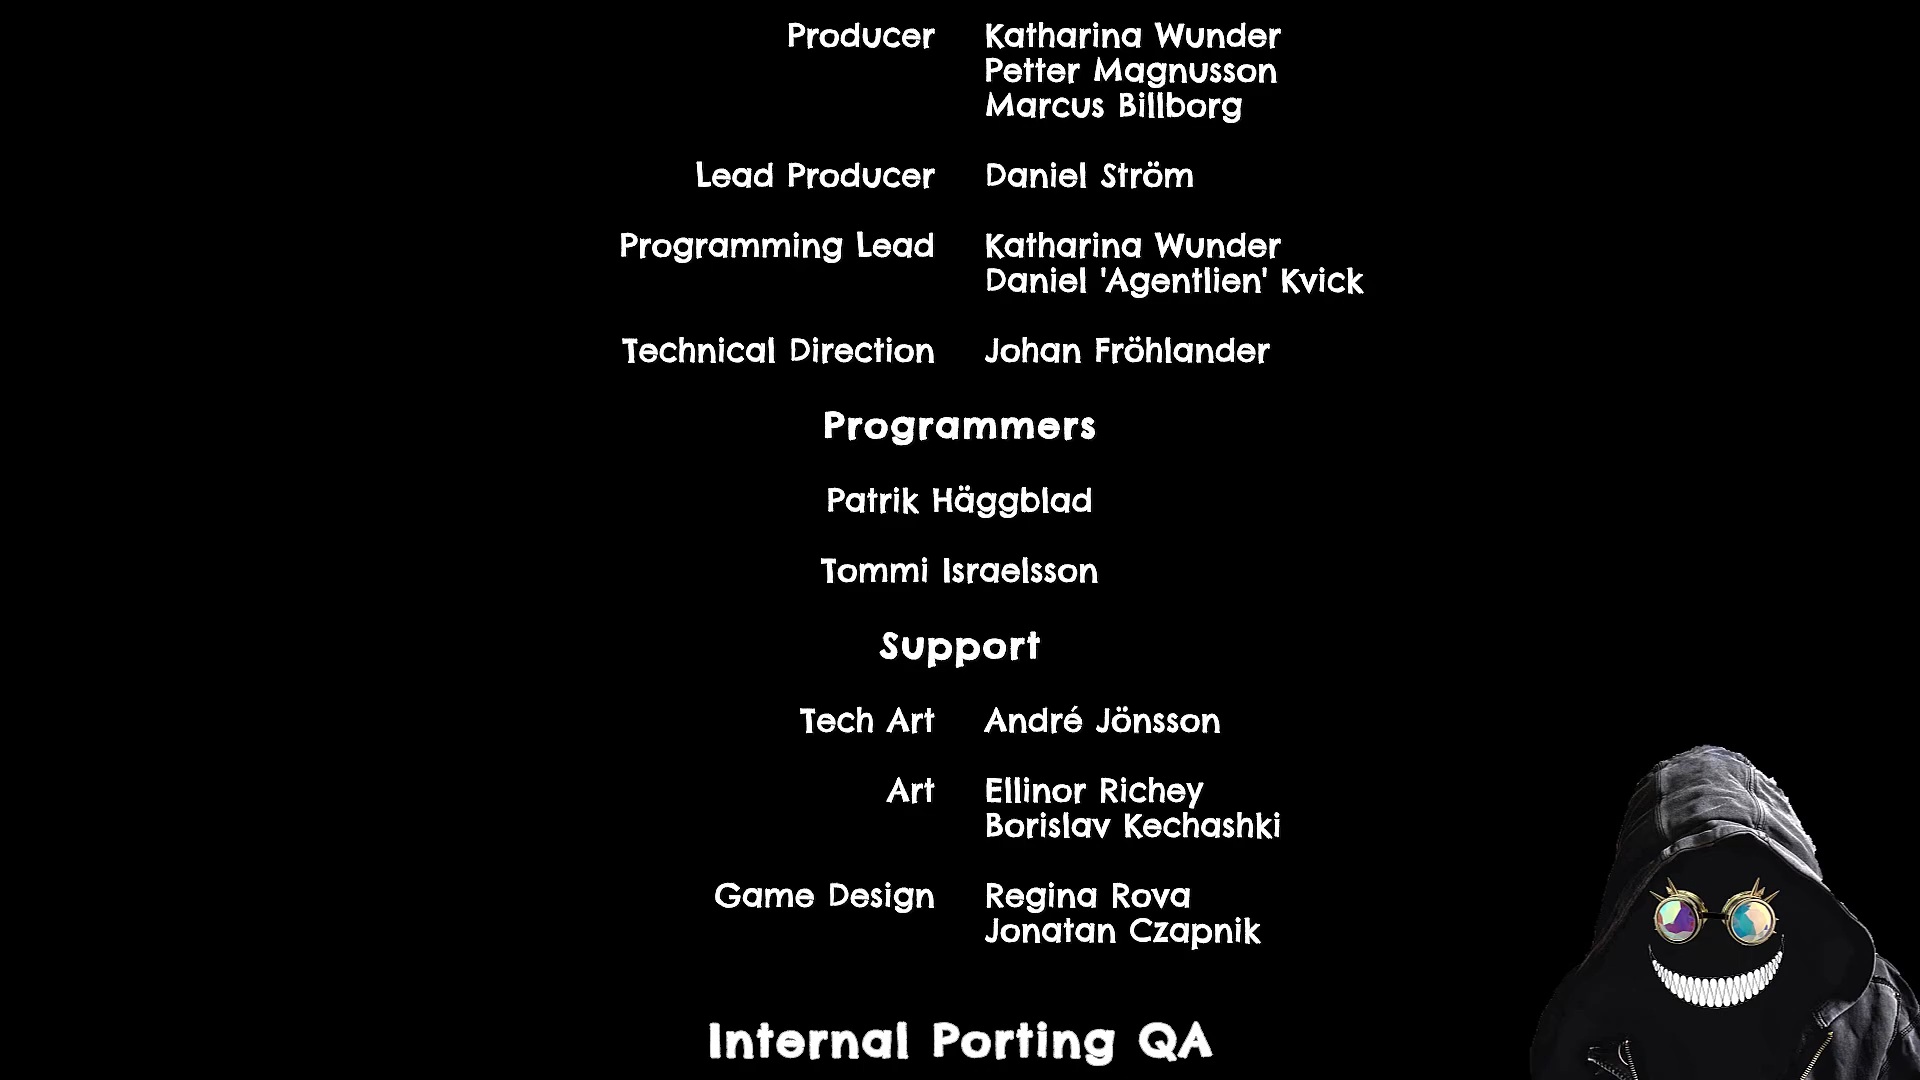 Producer Katharina Wunder
Petter Magnusson
Marcus Billborg
Lead Producer Daniel Ström
Programming Lead Katharina Wunder
Daniel 'Agentlien' Kvick
Technical Direction Johan Fröhlander
Programmers
Patrik Häggblad
Tommi Israelsson
Support
Tech Art André Jönsson
Art Ellinor Richey
Borislav Kechashki
Game Design Regina Rova
Jonatan Czapnik
Internal Porting QA